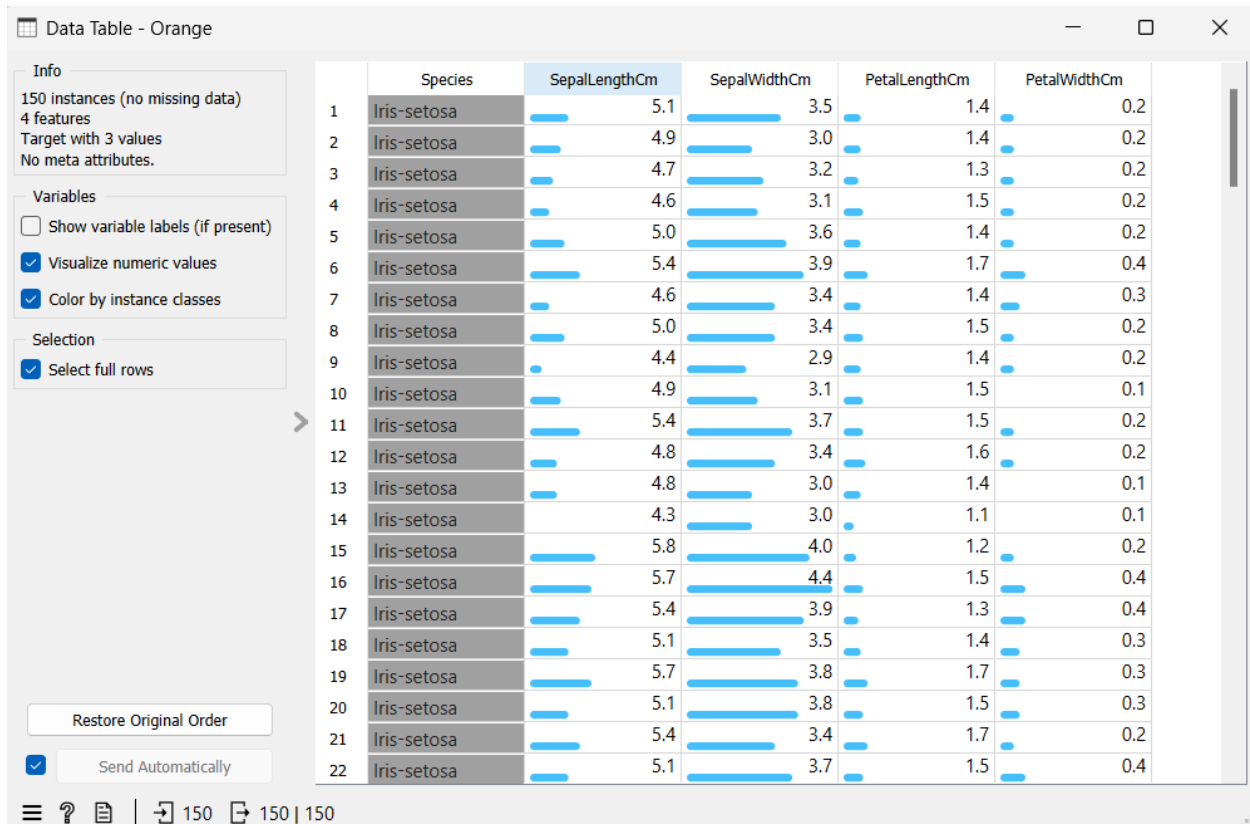 Data Table - Orange
Info
150 instances (no missing data)
4 features
Target with 3 values
No meta attributes.
Variables
Show variable labels (if present)
Visualize numeric values
Color by instance classes
Selection
Select full rows
Restore Original Order
Send Automatically
Species SepalLengthCm SepalWidthCm PetalLengthCm PetalWidthCm
1 Iris-setosa 5.1 3.5 1.4 0.2
2 Iris-setosa 4.9 3.0 1.4 0.2
3 Iris-setosa 4.7 3.2 1.3 0.2
4 Iris-setosa 4.6 3.1 1.5 0.2
5 Iris-setosa 5.0 3.6 1.4 0.2
6 Iris-setosa 5.4 3.9 1.7 0.4
7 Iris-setosa 4.6 3.4 1.4 0.3
8 Iris-setosa 5.0 3.4 1.5 0.2
9 Iris-setosa 4.4 2.9 1.4 0.2
10 Iris-setosa 4.9 3.1 1.5 0.1
11 Iris-setosa 5.4 3.7 1.5 0.2
12 Iris-setosa 4.8 3.4 1.6 0.2
13 Iris-setosa 4.8 3.0 1.4 0.1
14 Iris-setosa 4.3 3.0 1.1 0.1
15 Iris-setosa 5.8 4.0 1.2 0.2
16 Iris-setosa 5.7 4.4 1.5 0.4
17 Iris-setosa 5.4 3.9 1.3 0.4
18 Iris-setosa 5.1 3.5 1.4 0.3
19 Iris-setosa 5.7 3.8 1.7 0.3
20 Iris-setosa 5.1 3.8 1.5 0.3
21 Iris-setosa 5.4 3.4 1.7 0.2
22 Iris-setosa 5.1 3.7 1.5 0.4
? 150 150 | 150